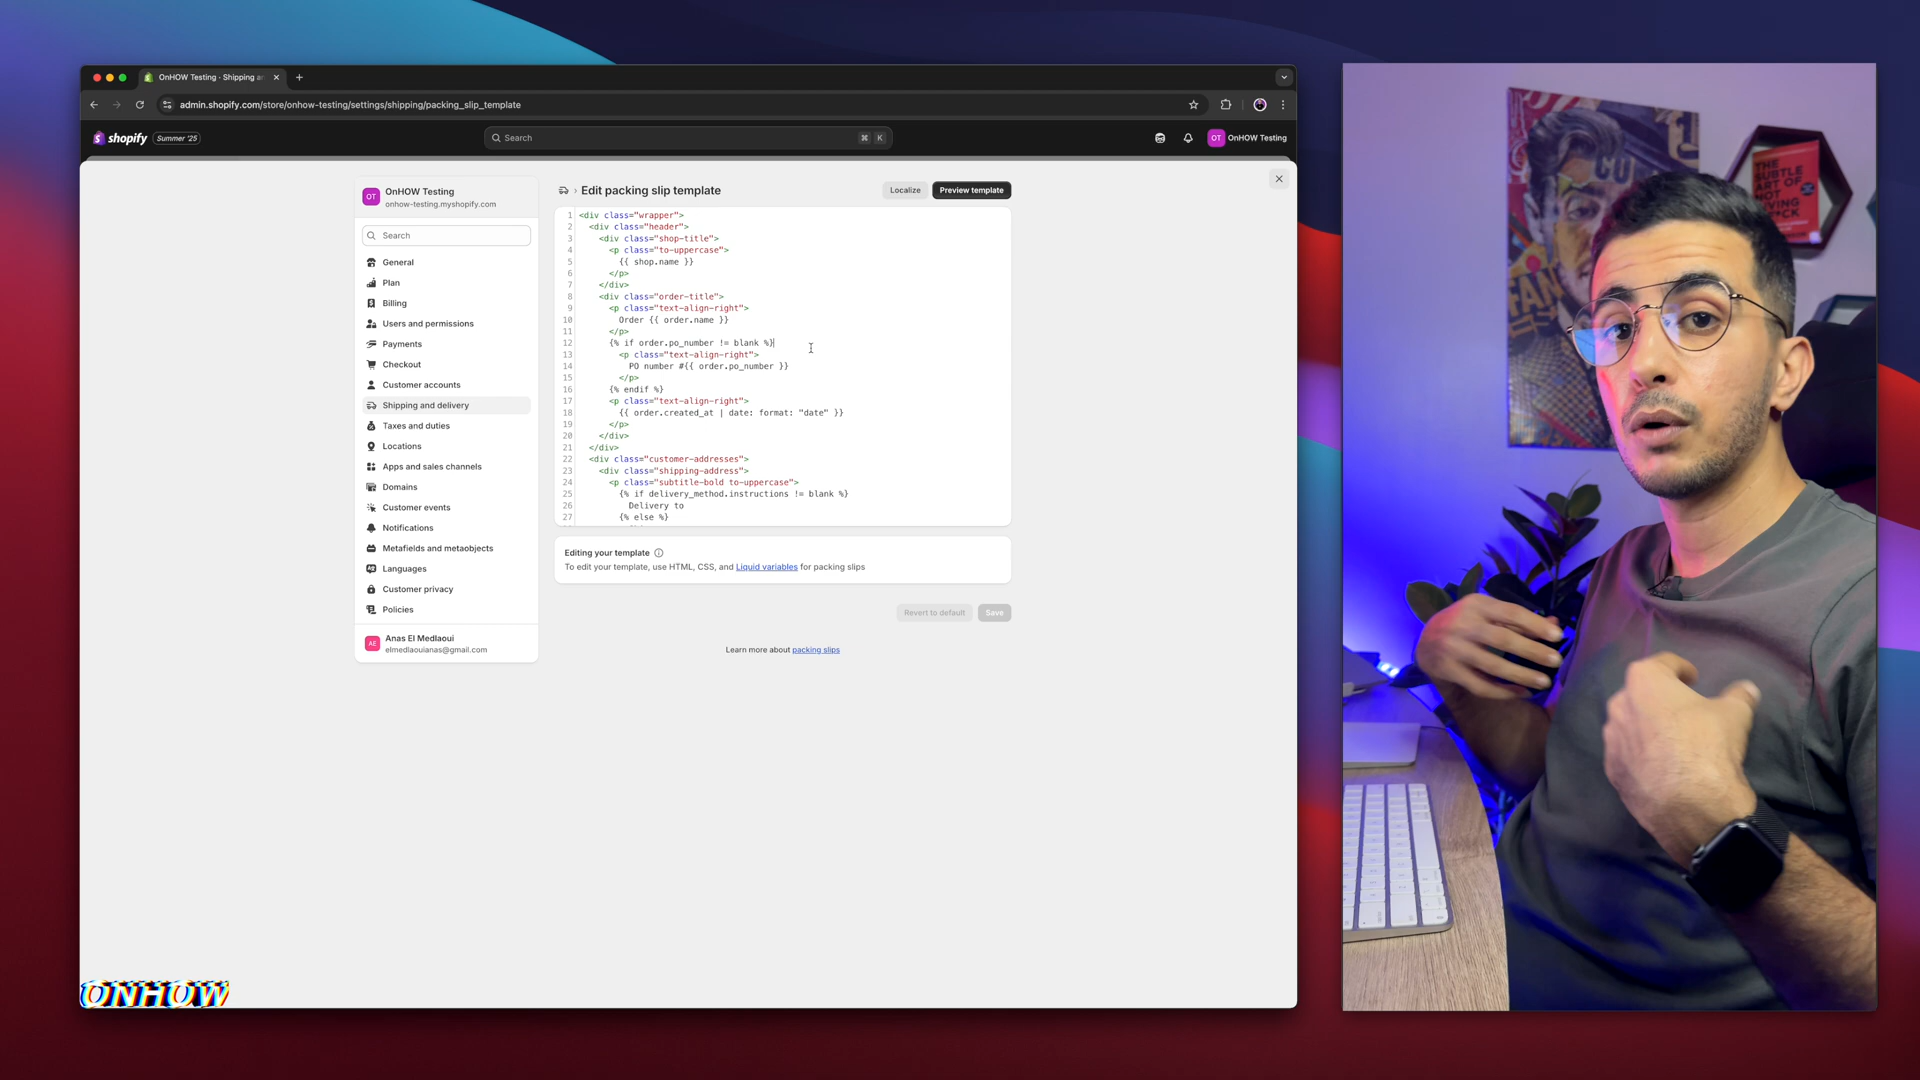 OnHOW Testing · Shipping an
admin.shopify.com/store/onhow-testing/settings/shipping/packing_slip_template
shopify Summer '25
Search ⌘ K
OT OnHOW Testing
OT OnHOW Testing
onhow-testing.myshopify.com
Search
General
Plan
Billing
Users and permissions
Payments
Checkout
Customer accounts
Shipping and delivery
Taxes and duties
Locations
Apps and sales channels
Domains
Customer events
Notifications
Metafields and metaobjects
Languages
Customer privacy
Policies
AE Anas El Medlaoui
elmedlaouianas@gmail.com
› Edit packing slip template
Localize Preview template
1 <div class="wrapper">
2 <div class="header">
3 <div class="shop-title">
4 <p class="to-uppercase">
5 {{ shop.name }}
6 </p>
7 </div>
8 <div class="order-title">
9 <p class="text-align-right">
10 Order {{ order.name }}
11 </p>
12 {% if order.po_number != blank %}
13 <p class="text-align-right">
14 PO number #{{ order.po_number }}
15 </p>
16 {% endif %}
17 <p class="text-align-right">
18 {{ order.created_at | date: format: "date" }}
19 </p>
20 </div>
21 </div>
22 <div class="customer-addresses">
23 <div class="shipping-address">
24 <p class="subtitle-bold to-uppercase">
25 {% if delivery_method.instructions != blank %}
26 Delivery to
27 {% else %}
Editing your template
To edit your template, use HTML, CSS, and Liquid variables for packing slips
Revert to default Save
Learn more about packing slips
ONHOW
THE
SUBTLE
ART OF
NOT
GIVING